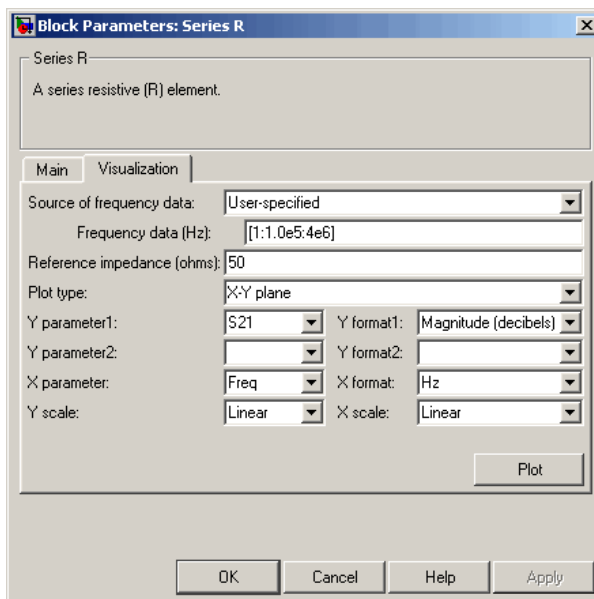 Block Parameters: Series R
Series R
A series resistive (R) element.
Main Visualization
Source of frequency data: User-specified
Frequency data (Hz): [1:1.0e5:4e6]
Reference impedance (ohms): 50
Plot type: X-Y plane
Y parameter1: S21 Y format1: Magnitude (decibels)
Y parameter2: Y format2:
X parameter: Freq X format: Hz
Y scale: Linear X scale: Linear
Plot
OK Cancel Help Apply